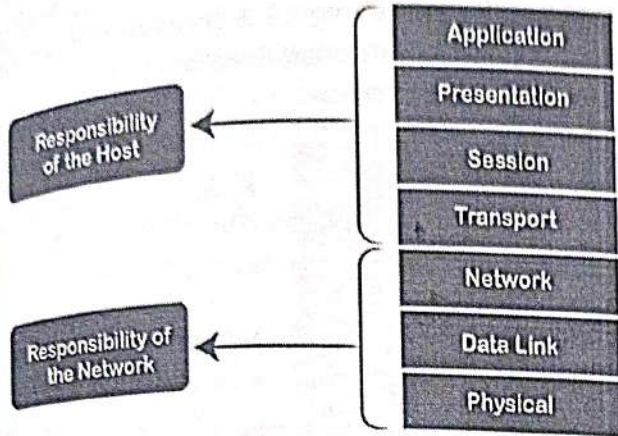 Application
Presentation
Responsibility
of the Host
Session
Transport
Network
Responsibility of
the Network
Data Link
Physical